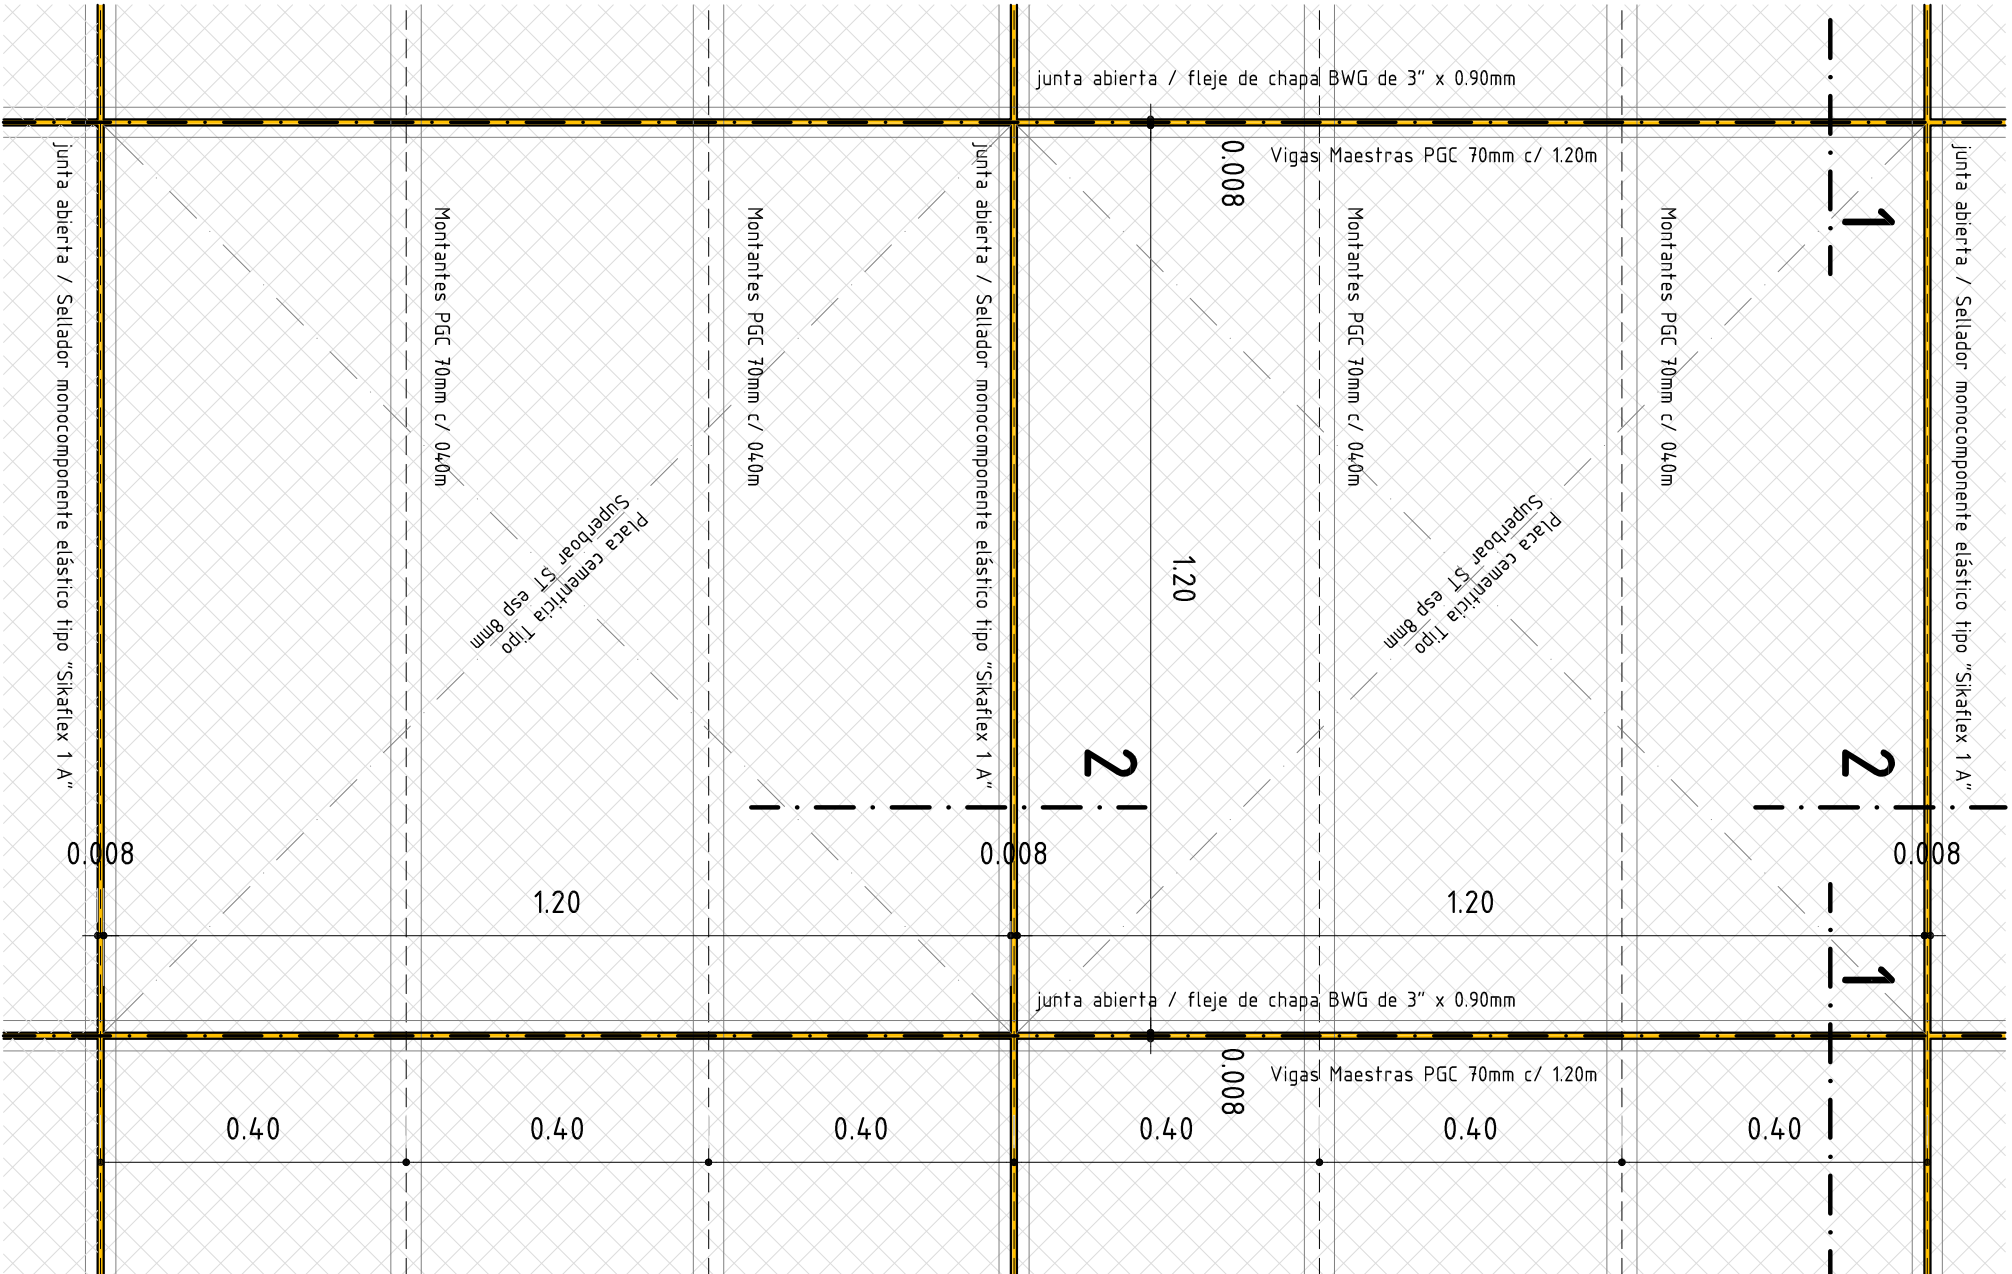 junta abierta / fleje de chapa BWG de 3" x 0.90mm
0.008
Vigas Maestras PGC 70mm c/ 1.20m
junta abierta / Sellador monocomponente elástico tipo "Sikaflex 1 A"
Montantes PGC 70mm c/ 040m
Montantes PGC 70mm c/ 040m
junta abierta / Sellador monocomponente elástico tipo "Sikaflex 1 A"
Montantes PGC 70mm c/ 040m
Montantes PGC 70mm c/ 040m
1
junta abierta / Sellador monocomponente elástico tipo "Sikaflex 1 A"
Placa cementicia Tipo
Superboar ST esp 8mm
1.20
Placa cementicia Tipo
Superboar ST esp 8mm
2
2
0.008
0.008
0.008
1.20
1.20
1
junta abierta / fleje de chapa BWG de 3" x 0.90mm
0.008
Vigas Maestras PGC 70mm c/ 1.20m
0.40
0.40
0.40
0.40
0.40
0.40